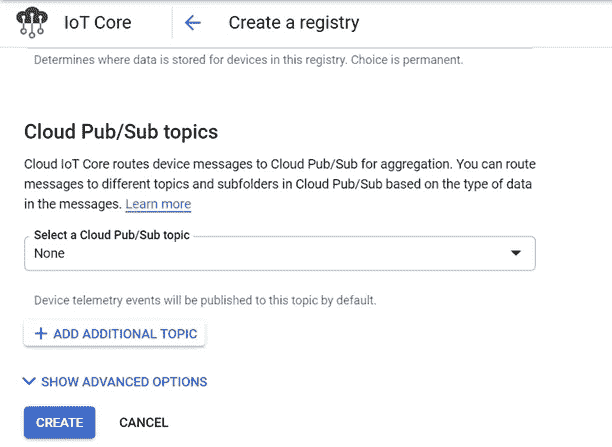 IoT Core
Create a registry
Determines where data is stored for devices in this registry. Choice is permanent.
Cloud Pub/Sub topics
Cloud IoT Core routes device messages to Cloud Pub/Sub for aggregation. You can route
messages to different topics and subfolders in Cloud Pub/Sub based on the type of data
in the messages. Learn more
Select a Cloud Pub/Sub topic
None
Device telemetry events will be published to this topic by default.
ADD ADDITIONAL TOPIC
SHOW ADVANCED OPTIONS
CREATE CANCEL